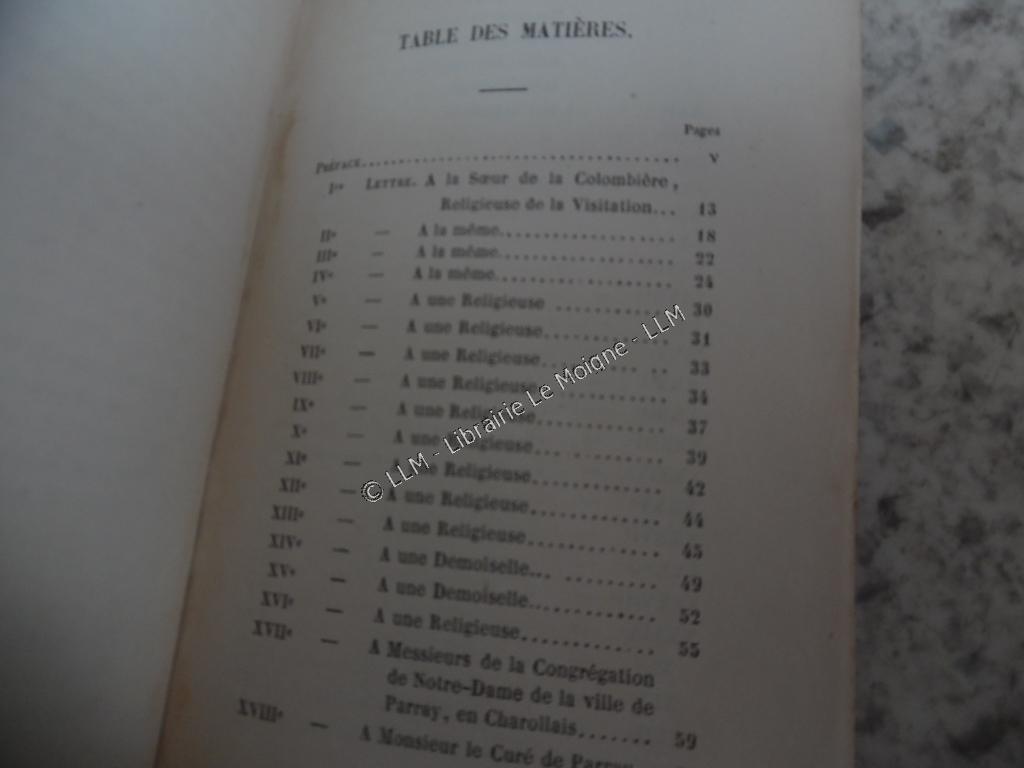 TABLE DES MATIÈRES.
Pages
PRÉFACE........................................ V
Ire LETTRE. A la Sœur de la Colombière,
Religieuse de la Visitation... 13
IIe — A la même.................... 18
IIIe — A la même.................... 22
IVe — A la même.................... 24
Ve — A une Religieuse ............ 30
VIe — A une Religieuse.............. 31
VIIe — A une Religieuse........... .. 33
VIIIe — A une Religieuse.............. 34
IXe — A une Religieuse.............. 37
Xe — A une Religieuse.............. 39
XIe — A une Religieuse.............. 42
XIIe — A une Religieuse.............. 44
XIIIe — A une Religieuse.............. 45
XIVe — A une Demoiselle... ......... 49
XVe — A une Demoiselle............. 52
XVIe — A une Religieuse.............. 55
XVIIe — A Messieurs de la Congrégation
de Notre-Dame de la ville de
Parray, en Charollais....... 59
XVIIIe — A Monsieur le Curé de Parray
© LLM - Librairie Le Moigne - LLM